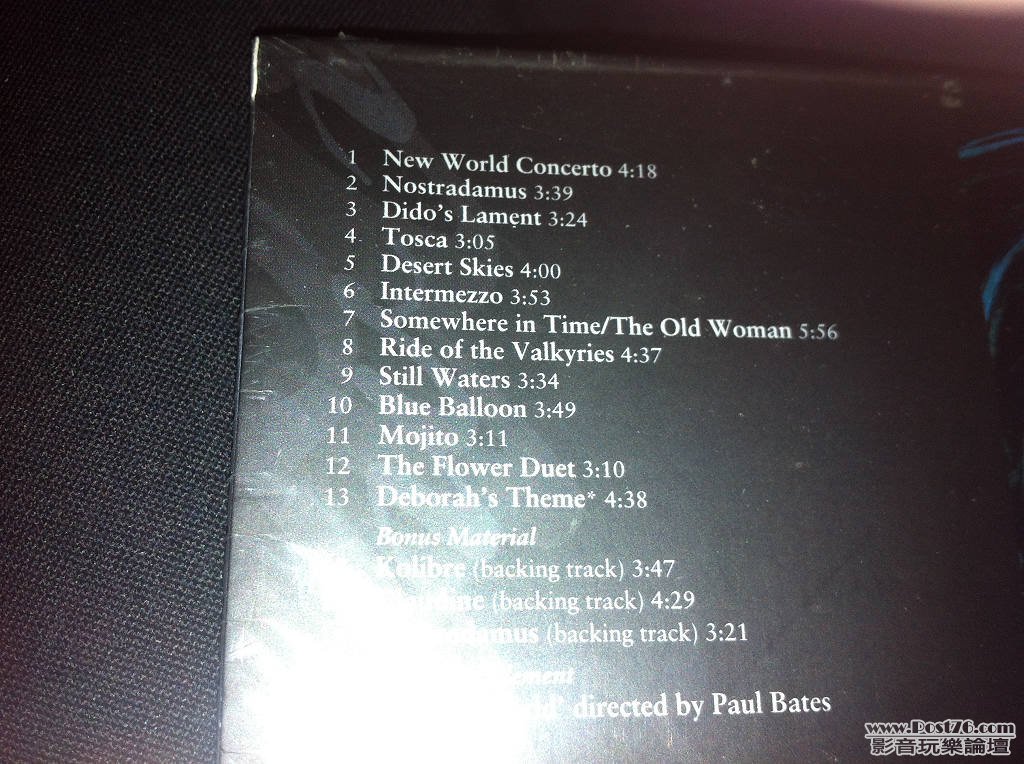 1 New World Concerto 4:18
2 Nostradamus 3:39
3 Dido's Lament 3:24
4 Tosca 3:05
5 Desert Skies 4:00
6 Intermezzo 3:53
7 Somewhere in Time/The Old Woman 5:56
8 Ride of the Valkyries 4:37
9 Still Waters 3:34
10 Blue Balloon 3:49
11 Mojito 3:11
12 The Flower Duet 3:10
13 Deborah's Theme* 4:38
Bonus Material
Kolibre (backing track) 3:47
(backing track) 4:29
(backing track) 3:21
directed by Paul Bates
www.Post76.com
影音玩樂論壇